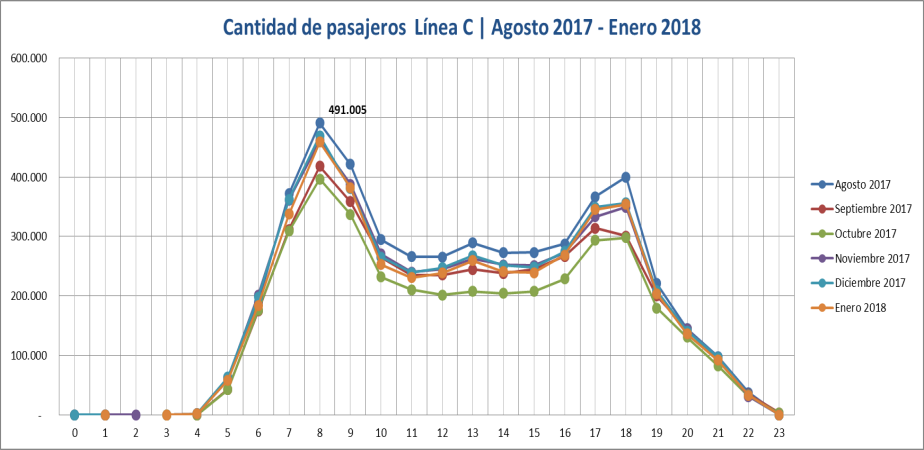 Cantidad de pasajeros Línea C | Agosto 2017 - Enero 2018
600.000
500.000
400.000
300.000
200.000
100.000
-
491.005
0 1 2 3 4 5 6 7 8 9 10 11 12 13 14 15 16 17 18 19 20 21 22 23
Agosto 2017
Septiembre 2017
Octubre 2017
Noviembre 2017
Diciembre 2017
Enero 2018